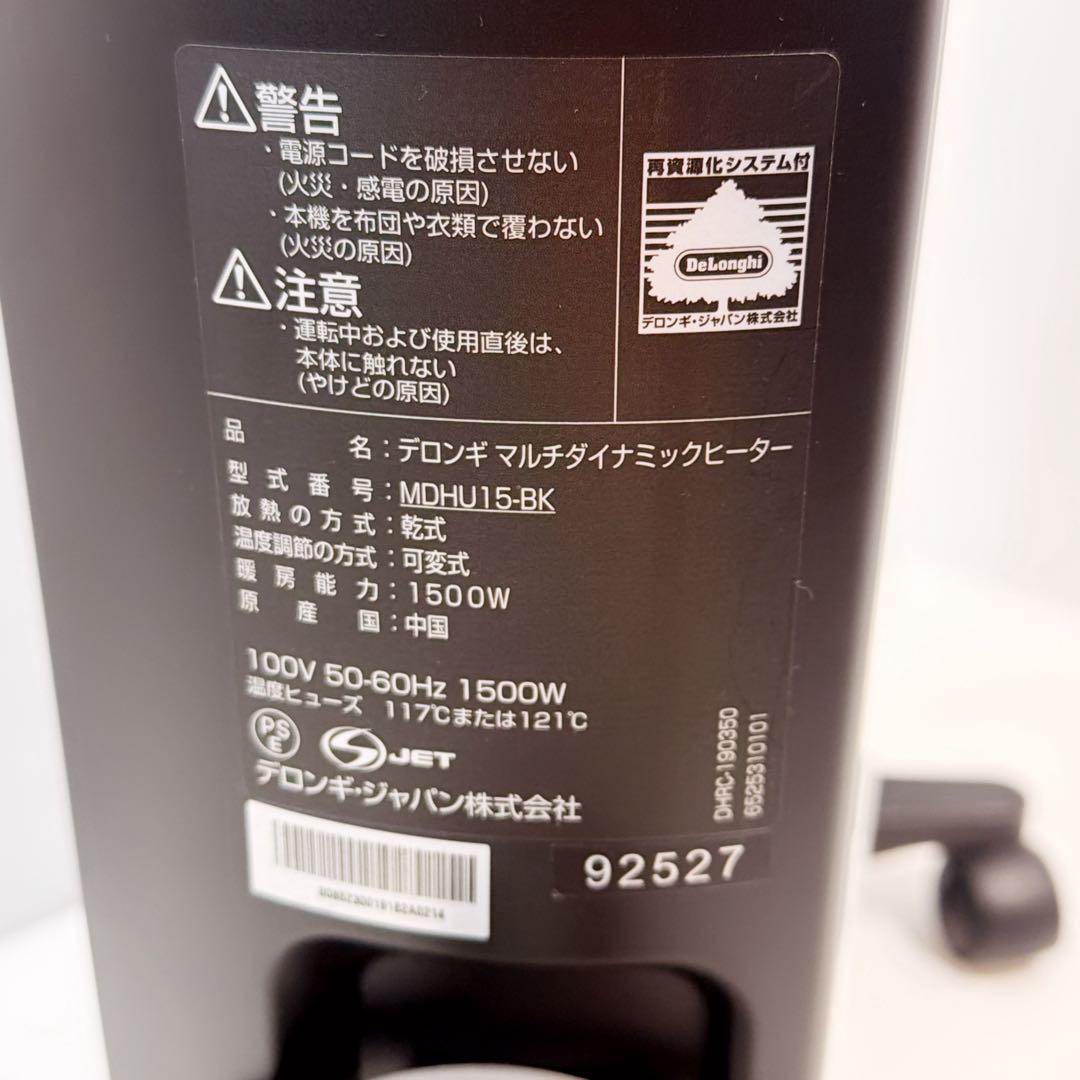 警告
・電源コードを破損させない
(火災・感電の原因)
・本機を布団や衣類で覆わない
(火災の原因)
注意
・運転中および使用直後は、
本体に触れない
(やけどの原因)
再資源化システム付
DeLonghi
デロンギ・ジャパン株式会社
品名：デロンギ マルチダイナミックヒーター
型式番号：MDHU15-BK
放熱の方式：乾式
温度調節の方式：可変式
暖房能力：1500W
原産国：中国
100V 50-60Hz 1500W
温度ヒューズ 117℃または121℃
PSE
S JET
デロンギ・ジャパン株式会社
DHRC-190350
6525310101
92527